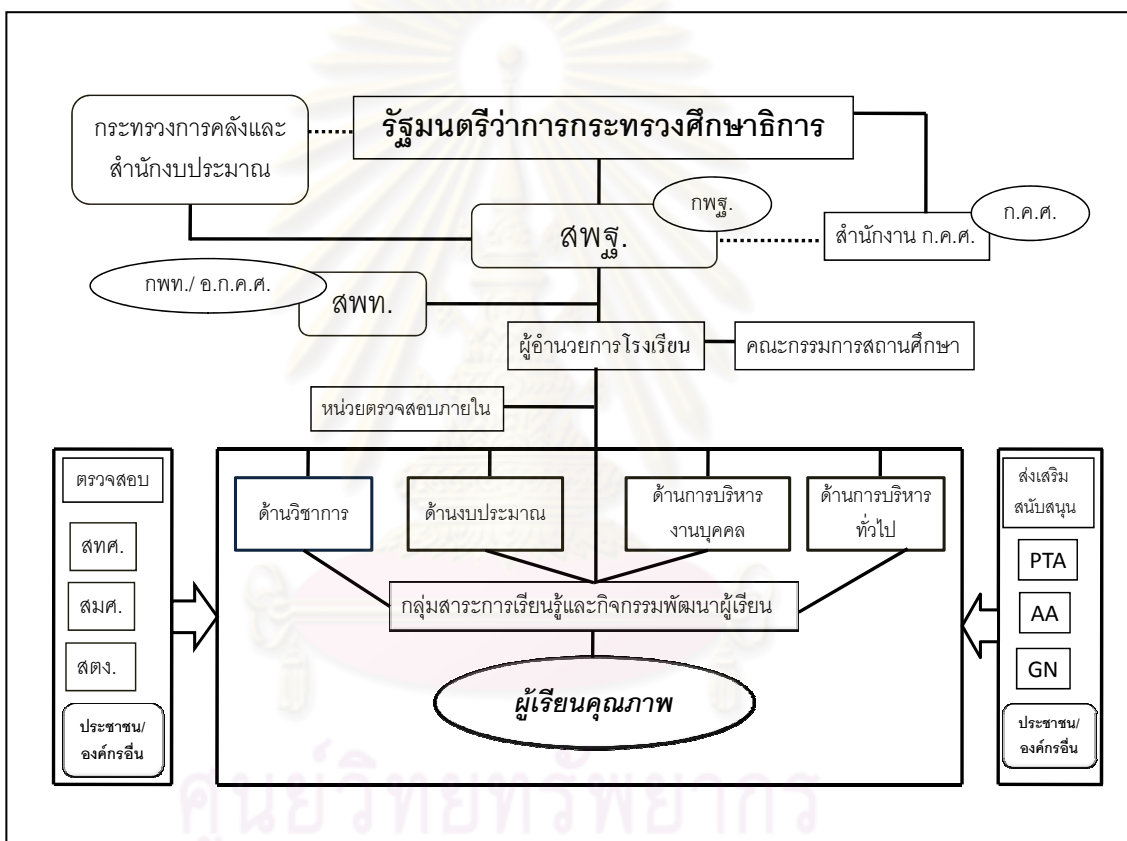 กระทรวงการคลังและ
สำนักงบประมาณ
รัฐมนตรีว่าการกระทรวงศึกษาธิการ
กพฐ.
สพฐ.
ก.ค.ศ.
สำนักงาน ก.ค.ศ.
กพท./ อ.ก.ค.ศ.
สพท.
ผู้อำนวยการโรงเรียน
คณะกรรมการสถานศึกษา
หน่วยตรวจสอบภายใน
ตรวจสอบ
สทศ.
สมศ.
สตง.
ประชาชน/
องค์กรอื่น
ด้านวิชาการ
ด้านงบประมาณ
ด้านการบริหาร
งานบุคคล
ด้านการบริหาร
ทั่วไป
กลุ่มสาระการเรียนรู้และกิจกรรมพัฒนาผู้เรียน
ผู้เรียนคุณภาพ
ส่งเสริม
สนับสนุน
PTA
AA
GN
ประชาชน/
องค์กรอื่น
ศูนย์วิทยทรัพยากร